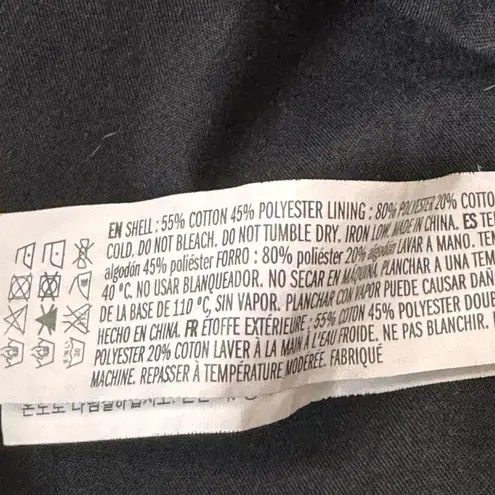 EN SHELL : 55% COTTON 45% POLYESTER LINING : 80% POLYESTER 20% COTTO
COLD. DO NOT BLEACH. DO NOT TUMBLE DRY. IRON LOW. MADE IN CHINA. ES TE
algodón 45% poliéster FORRO : 80% poliéster 20% algodón LAVAR A MANO. TEM
40 °C. NO USAR BLANQUEADOR. NO SECAR EN MÁQUINA. PLANCHAR A UNA TEM
DE LA BASE DE 110 °C, SIN VAPOR. PLANCHAR CON VAPOR PUEDE CAUSAR DAÑ
HECHO EN CHINA. FR ÉTOFFE EXTÉRIEURE : 55% COTON 45% POLYESTER DOU
POLYESTER 20% COTON LAVER À LA MAIN À L'EAU FROIDE. NE PAS BLANCHIR.
MACHINE. REPASSER À TEMPÉRATURE MODÉRÉE. FABRIQUÉ